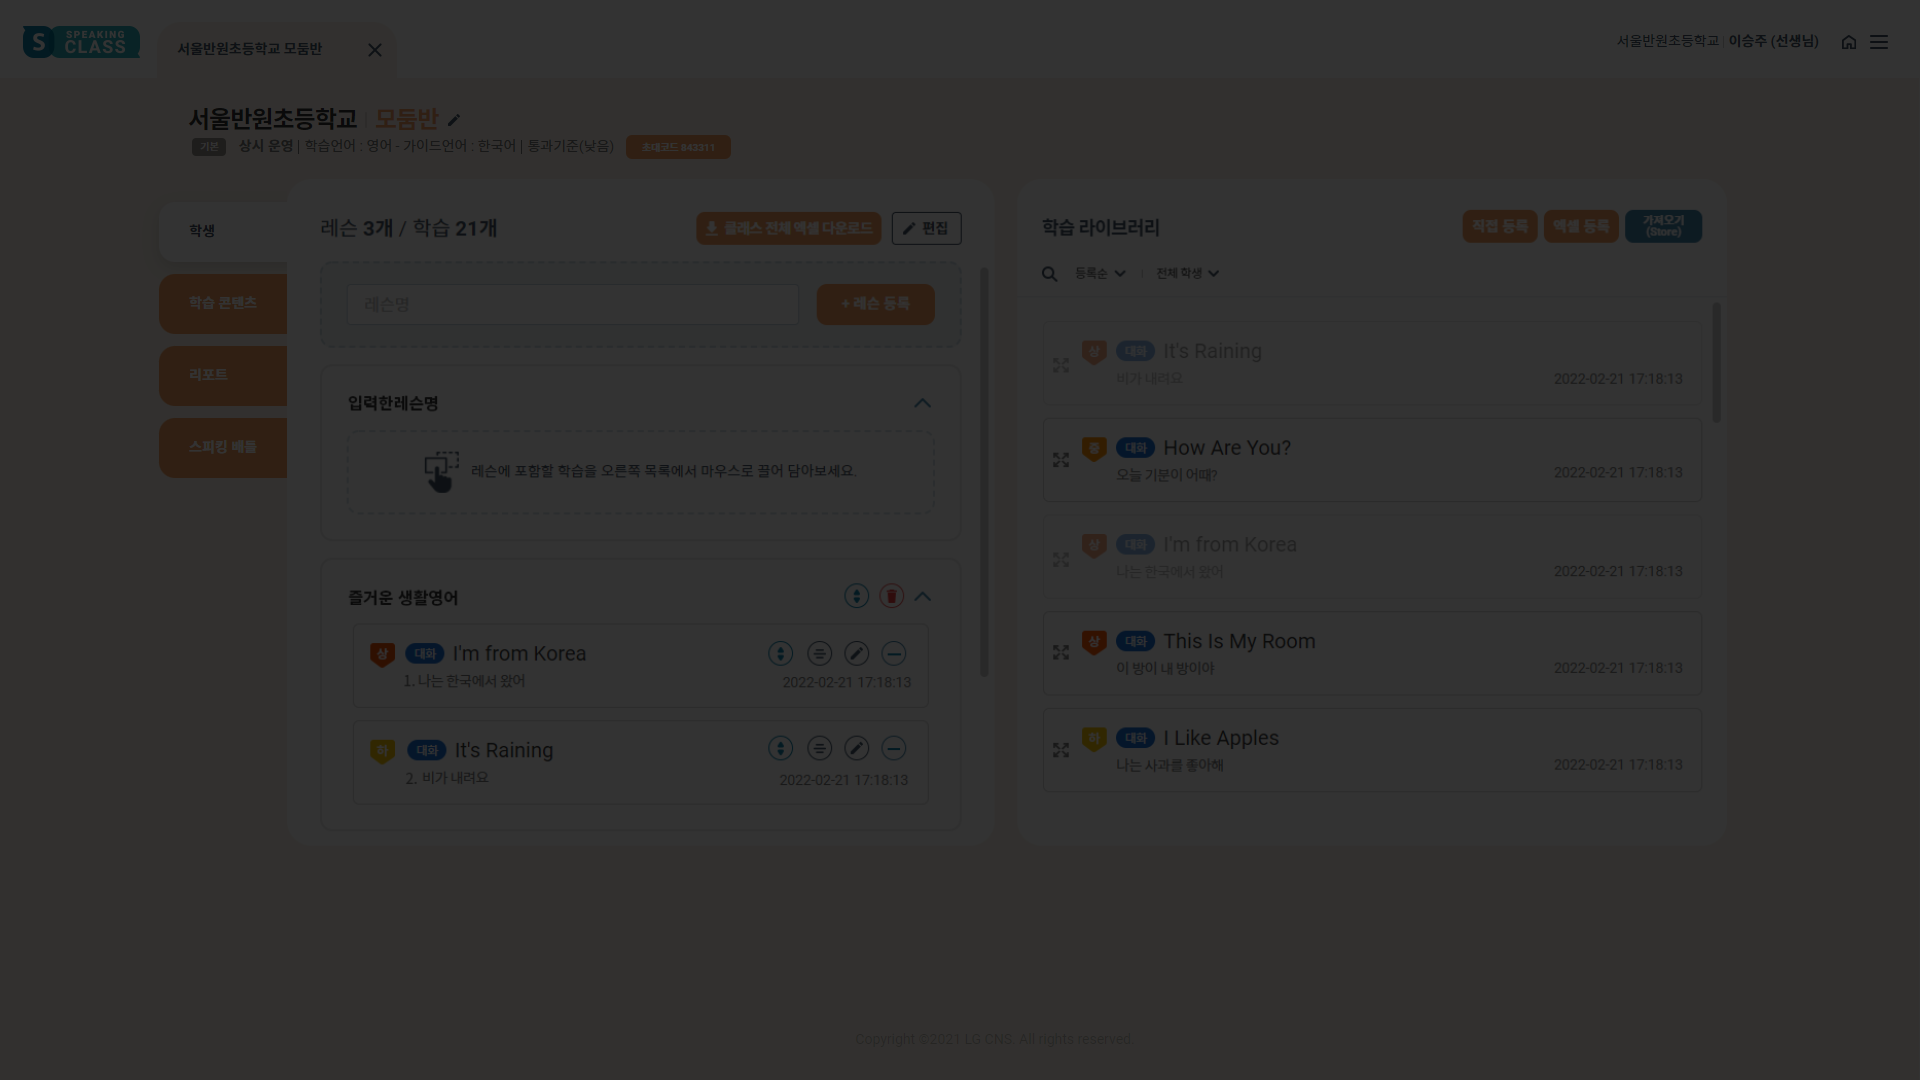 S SPEAKING CLASS
서울반원초등학교 모둠반
서울반원초등학교 | 이승주 (선생님)
서울반원초등학교 | 모둠반
기본 상시 운영 | 학습언어 : 영어 - 가이드언어 : 한국어 | 통과기준(낮음) 초대코드 843311
학생
학습 콘텐츠
리포트
스피킹 배틀
레슨 3개 / 학습 21개
클래스 전체 엑셀 다운로드
편집
레슨명
+ 레슨 등록
입력한레슨명
레슨에 포함할 학습을 오른쪽 목록에서 마우스로 끌어 담아보세요.
즐거운 생활영어
상 대화 I'm from Korea
1. 나는 한국에서 왔어
2022-02-21 17:18:13
하 대화 It's Raining
2. 비가 내려요
2022-02-21 17:18:13
학습 라이브러리
직접 등록
엑셀 등록
가져오기
(Store)
등록순 | 전체 학생
상 대화 It's Raining
비가 내려요
2022-02-21 17:18:13
중 대화 How Are You?
오늘 기분이 어때?
2022-02-21 17:18:13
상 대화 I'm from Korea
나는 한국에서 왔어
2022-02-21 17:18:13
상 대화 This Is My Room
이 방이 내 방이야
2022-02-21 17:18:13
하 대화 I Like Apples
나는 사과를 좋아해
2022-02-21 17:18:13
Copyright ©2021 LG CNS. All rights reserved.